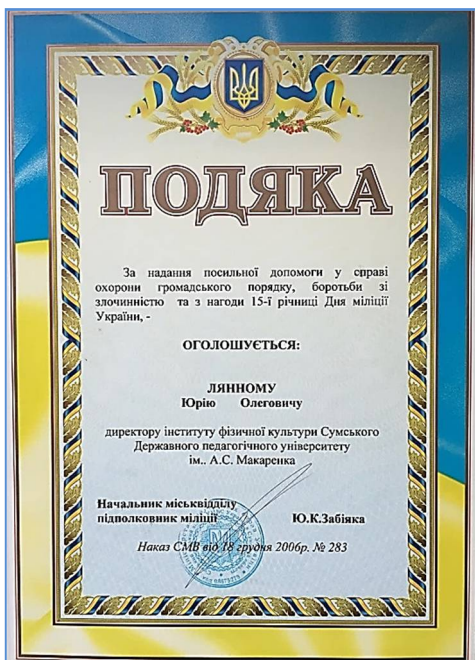 ПОДЯКА
За надання посильної допомоги у справі
охорони громадського порядку, боротьби зі
злочинністю та з нагоди 15-ї річниці Дня міліції
України, -
ОГОЛОШУЄТЬСЯ:
ЛЯННОМУ
Юрію Олеговичу
директору інституту фізичної культури Сумського
Державного педагогічного університету
ім.. А.С. Макаренка
Начальник міськвідділу
підполковник міліції Ю.К.Забіяка
Наказ СМВ від 18 грудня 2006р. № 283